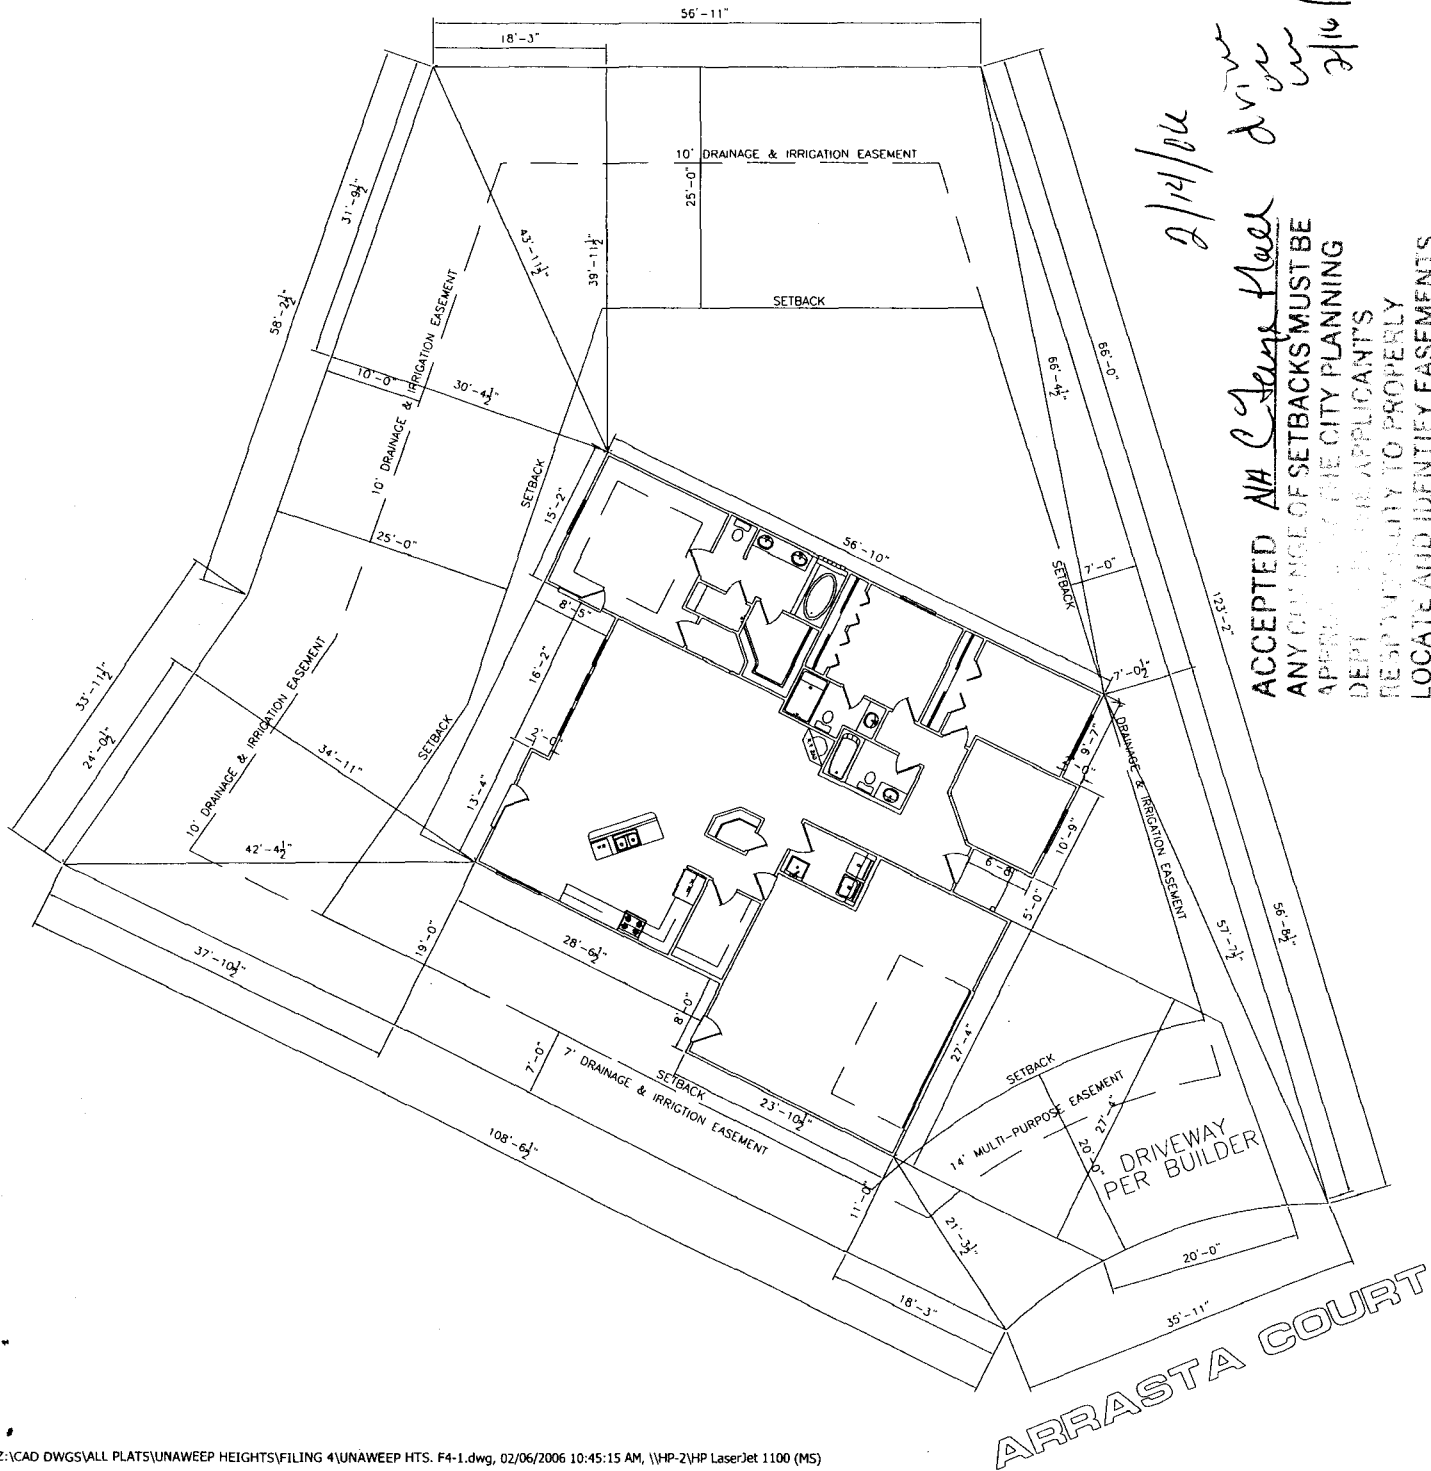 56'-11"
18'-3"
10' DRAINAGE & IRRIGATION EASEMENT
25'-0"
31'-9½"
58'-2½"
43'-11½"
39'-11½"
SETBACK
10' DRAINAGE & IRRIGATION EASEMENT
10'-0"
30'-4½"
66'-4½"
66'-0"
SETBACK
15'-2"
25'-0"
56'-10"
SETBACK
7'-0"
123'-2"
8'-5"
16'-2"
7'-0½"
33'-11½"
24'-0½"
10' DRAINAGE & IRRIGATION EASEMENT
34'-11"
SETBACK
2'-0"
13'-4"
9'-7"
DRAINAGE & IRRIGATION EASEMENT
42'-4½"
10'-9"
6'-8"
5'-0"
56'-8½"
57'-7½"
37'-10½"
19'-0"
28'-6½"
8'-0"
27'-4"
7'-0"
7' DRAINAGE & IRRIGTION EASEMENT
SETBACK
23'-10½"
SETBACK
14' MULTI-PURPOSE EASEMENT
27'-4"
20'-0"
DRIVEWAY
PER BUILDER
108'-6½"
11'-0"
21'-3½"
18'-3"
20'-0"
35'-11"
ARRASTA COURT
2/14/06
ACCEPTED
ANY CHANGE OF SETBACKS MUST BE
THE CITY PLANNING
DEPT. APPLICANT'S
RESPONSIBILITY TO PROPERLY
LOCATE AND IDENTIFY EASEMENTS
Z:\CAD DWGS\ALL PLATS\UNAWEEP HEIGHTS\FILING 4\UNAWEEP HTS. F4-1.dwg, 02/06/2006 10:45:15 AM, \\HP-2\HP LaserJet 1100 (MS)